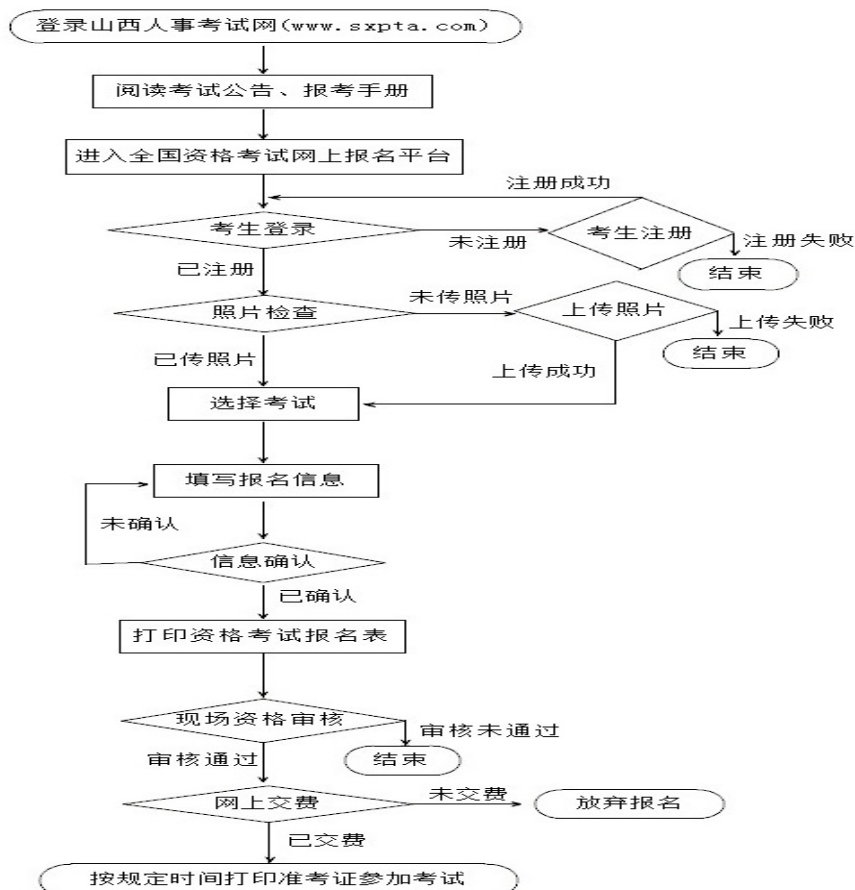 登录山西人事考试网(www.sxpta.com)
阅读考试公告、报考手册
进入全国资格考试网上报名平台
注册成功
考生登录
未注册
考生注册
注册失败
已注册
结束
照片检查
未传照片
上传照片
上传失败
已传照片
结束
上传成功
选择考试
填写报名信息
未确认
信息确认
已确认
打印资格考试报名表
现场资格审核
审核未通过
审核通过
结束
网上交费
未交费
放弃报名
已交费
按规定时间打印准考证参加考试